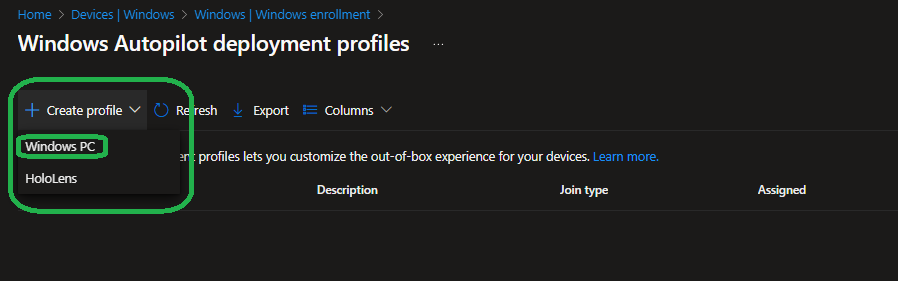 Home > Devices | Windows > Windows | Windows enrollment >
Windows Autopilot deployment profiles ...
+ Create profile Refresh Export Columns
Windows PC
ent profiles lets you customize the out-of-box experience for your devices. Learn more.
HoloLens
Description Join type Assigned